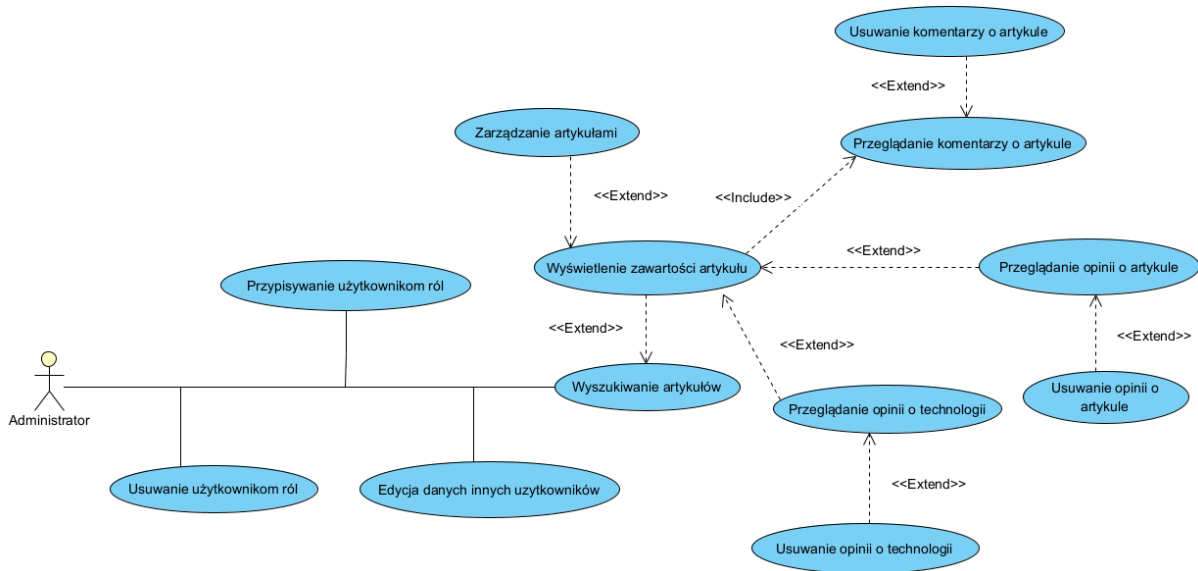 Usuwanie komentarzy o artykule
<<Extend>>
Zarządzanie artykułami
Przeglądanie komentarzy o artykule
<<Extend>>
<<Include>>
<<Extend>>
Wyświetlenie zawartości artykułu
Przeglądanie opinii o artykule
Przypisywanie użytkownikom ról
<<Extend>>
<<Extend>>
<<Extend>>
Wyszukiwanie artykułów
Usuwanie opinii o
artykule
Administrator
Przeglądanie opinii o technologii
Usuwanie użytkownikom ról
Edycja danych innych uzytkowników
<<Extend>>
Usuwanie opinii o technologii